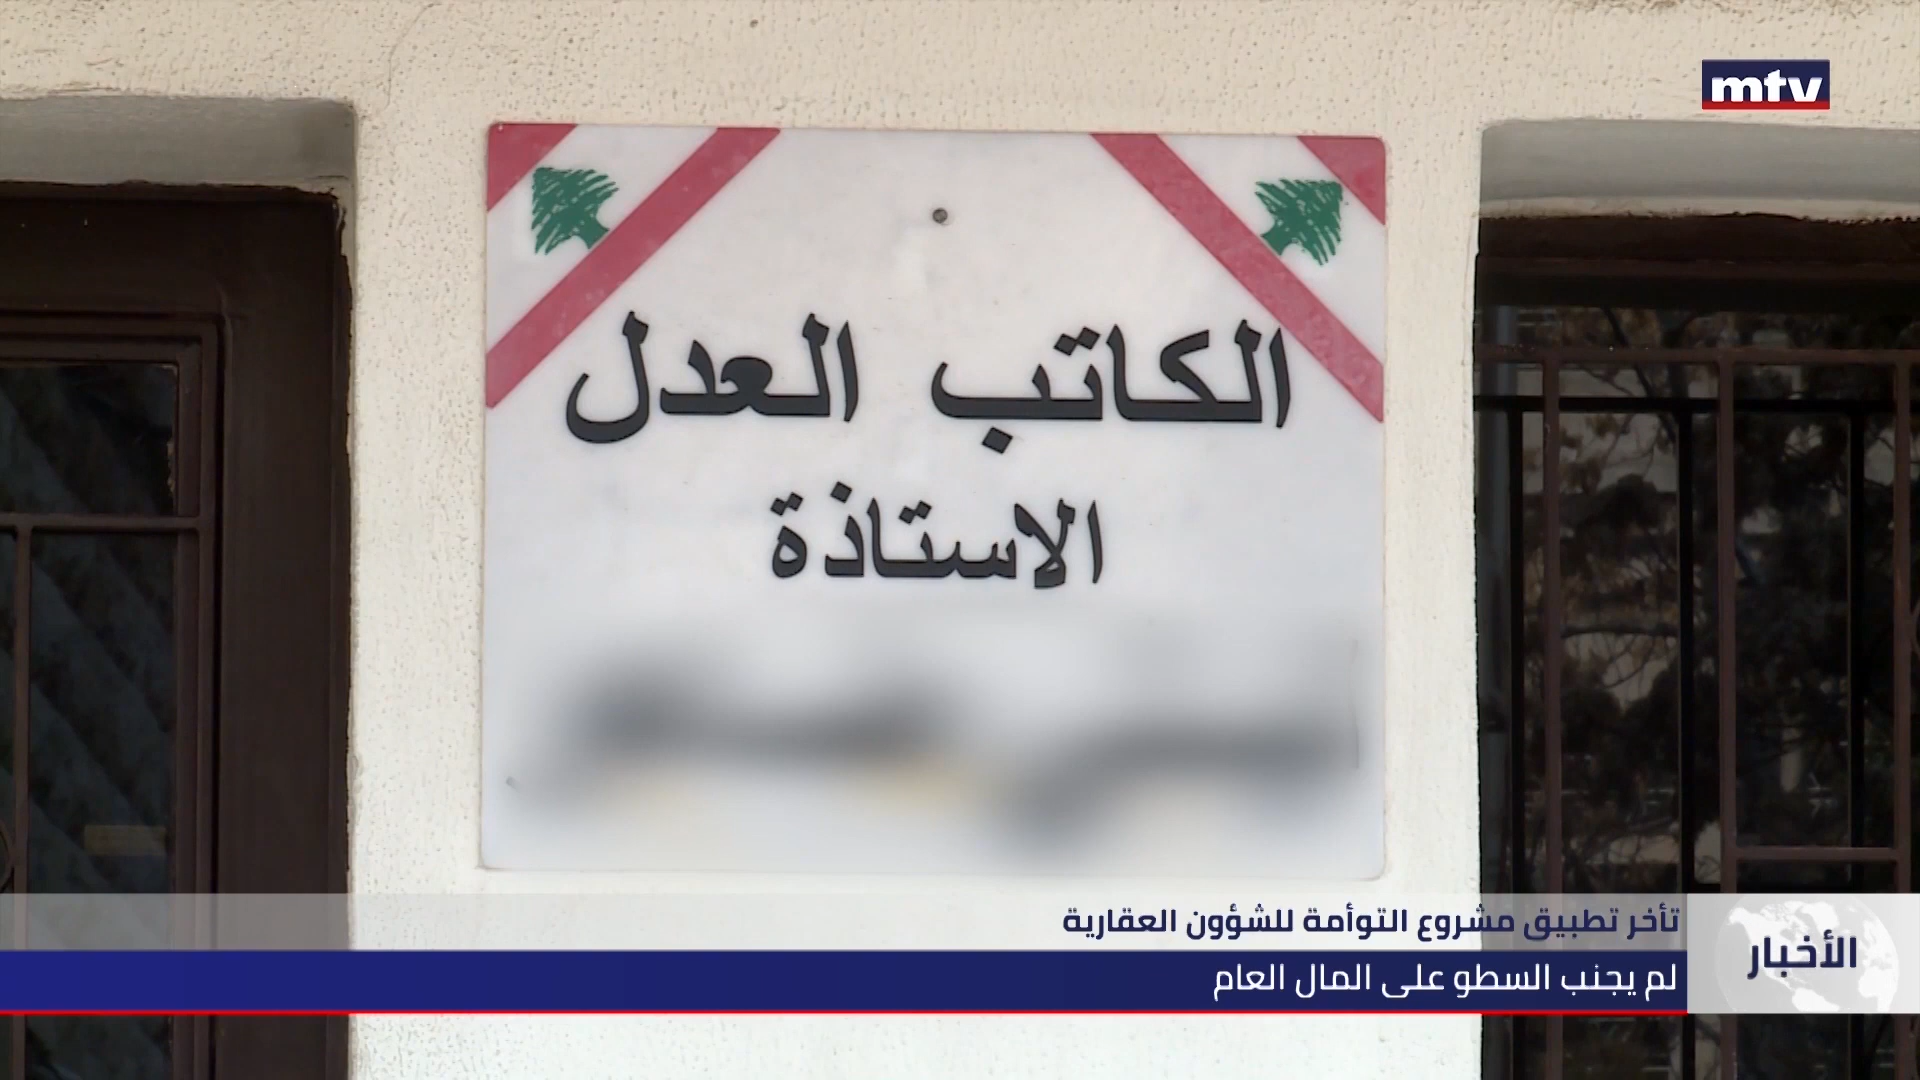 mtv
الكاتب العدل
الاستاذة
تأخر تطبيق مشروع التوأمة للشؤون العقارية
لم يجنب السطو على المال العام
الأخبار